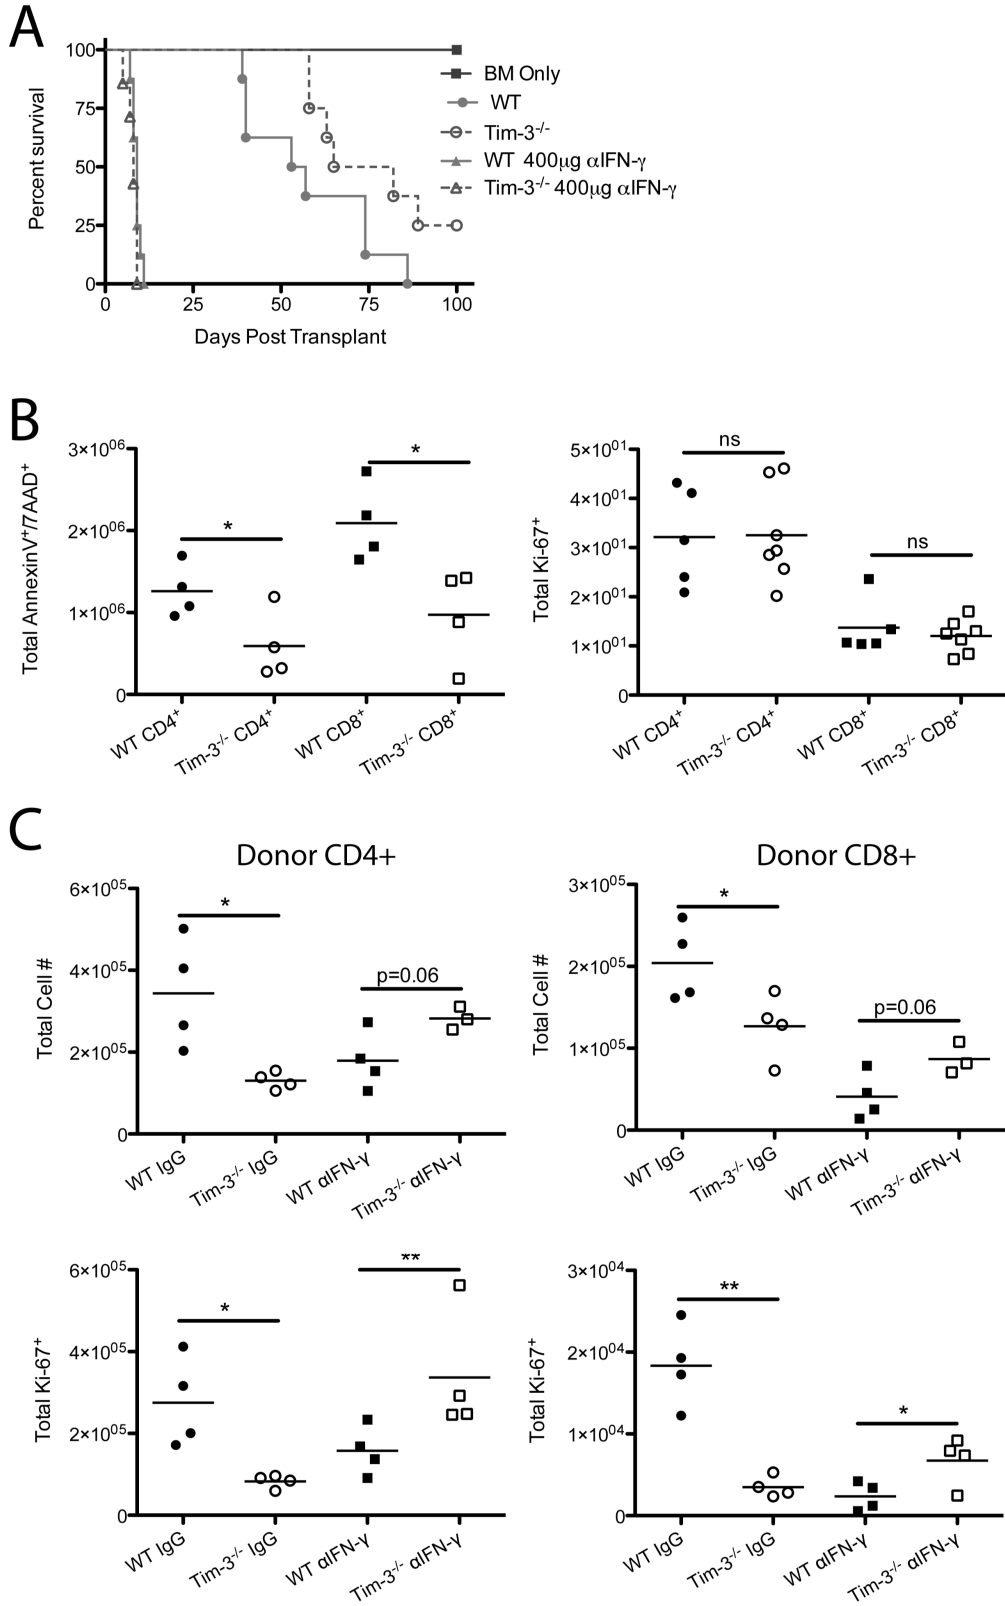 A
Percent survival
100
75
50
25
0
0 25 50 75 100
Days Post Transplant
BM Only
WT
Tim-3-/-
WT 400µg αIFN-γ
Tim-3-/- 400µg αIFN-γ
B
Total AnnexinV+/7AAD+
3×10^06
2×10^06
1×10^06
0
*
*
WT CD4+
Tim-3-/- CD4+
WT CD8+
Tim-3-/- CD8+
Total Ki-67+
5×10^01
4×10^01
3×10^01
2×10^01
1×10^01
0
ns
ns
WT CD4+
Tim-3-/- CD4+
WT CD8+
Tim-3-/- CD8+
C
Donor CD4+
Total Cell #
6×10^05
4×10^05
2×10^05
0
*
p=0.06
WT IgG
Tim-3-/- IgG
WT αIFN-γ
Tim-3-/- αIFN-γ
Donor CD8+
Total Cell #
3×10^05
2×10^05
1×10^05
0
*
p=0.06
WT IgG
Tim-3-/- IgG
WT αIFN-γ
Tim-3-/- αIFN-γ
Total Ki-67+
6×10^05
4×10^05
2×10^05
0
*
**
WT IgG
Tim-3-/- IgG
WT αIFN-γ
Tim-3-/- αIFN-γ
Total Ki-67+
3×10^04
2×10^04
1×10^04
0
**
*
WT IgG
Tim-3-/- IgG
WT αIFN-γ
Tim-3-/- αIFN-γ